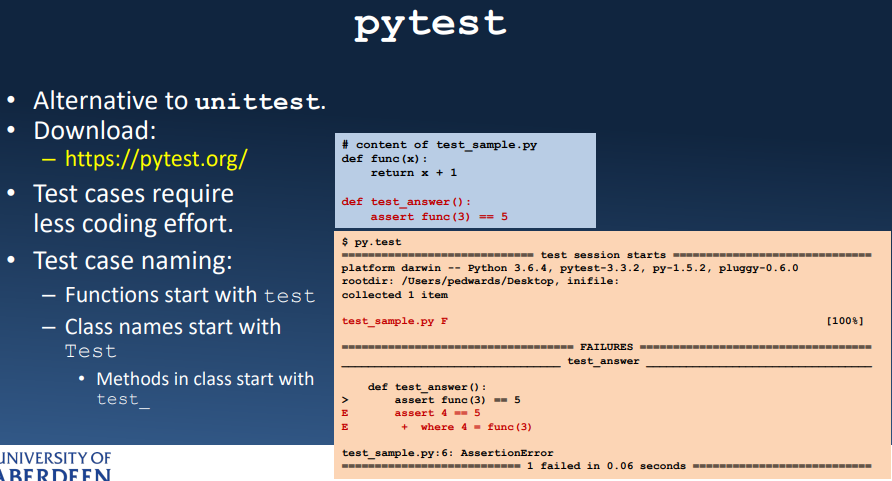 pytest
• Alternative to unittest.
• Download:
– https://pytest.org/
• Test cases require
less coding effort.
• Test case naming:
– Functions start with test
– Class names start with
Test
• Methods in class start with
test_
# content of test_sample.py
def func(x):
    return x + 1
def test_answer():
    assert func(3) == 5
$ py.test
=========================== test session starts ============================
platform darwin -- Python 3.6.4, pytest-3.3.2, py-1.5.2, pluggy-0.6.0
rootdir: /Users/pedwards/Desktop, inifile:
collected 1 item
test_sample.py F                                                    [100%]
================================= FAILURES =================================
_______________________________ test_answer ________________________________
    def test_answer():
>       assert func(3) == 5
E       assert 4 == 5
E        +  where 4 = func(3)
test_sample.py:6: AssertionError
========================= 1 failed in 0.06 seconds =========================
UNIVERSITY OF
ABERDEEN